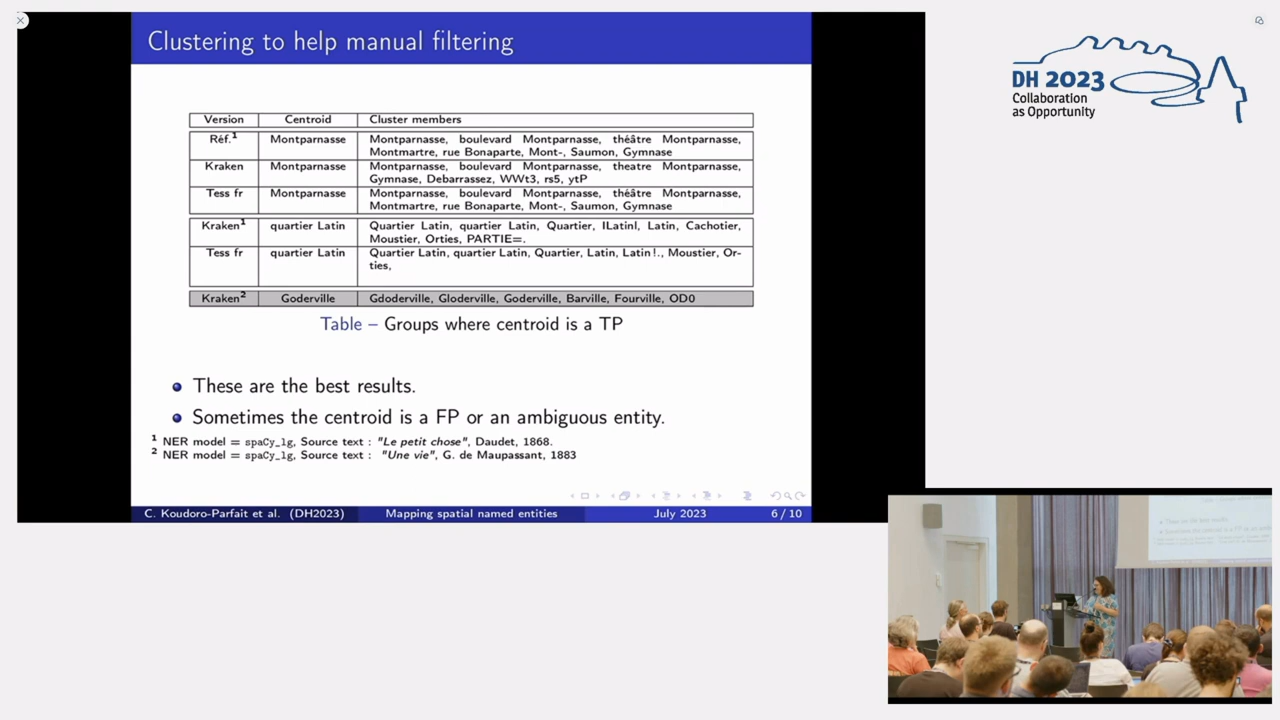 Clustering to help manual filtering
DH 2023
Collaboration
as Opportunity
Version Centroid Cluster members
Réf.1 Montparnasse Montparnasse, boulevard Montparnasse, théâtre Montparnasse,
Montmartre, rue Bonaparte, Mont-, Saumon, Gymnase
Kraken Montparnasse Montparnasse, boulevard Montparnasse, theatre Montparnasse,
Gymnase, Debarrassez, WWt3, rs5, ytP
Tess fr Montparnasse Montparnasse, boulevard Montparnasse, théâtre Montparnasse,
Montmartre, rue Bonaparte, Mont-, Saumon, Gymnase
Kraken1 quartier Latin Quartier Latin, quartier Latin, Quartier, ILatinI, Latin, Cachotier,
Moustier, Orties, PARTIE=.
Tess fr quartier Latin Quartier Latin, quartier Latin, Quartier, Latin, Latin!., Moustier, Or-
ties,
Kraken2 Goderville Gdoderville, Gloderville, Goderville, Barville, Fourville, OD0
Table – Groups where centroid is a TP
These are the best results.
Sometimes the centroid is a FP or an ambiguous entity.
1 NER model = spaCy_lg, Source text : "Le petit chose", Daudet, 1868.
2 NER model = spaCy_lg, Source text : "Une vie", G. de Maupassant, 1883
C. Koudoro-Parfait et al. (DH2023) Mapping spatial named entities July 2023 6 / 10